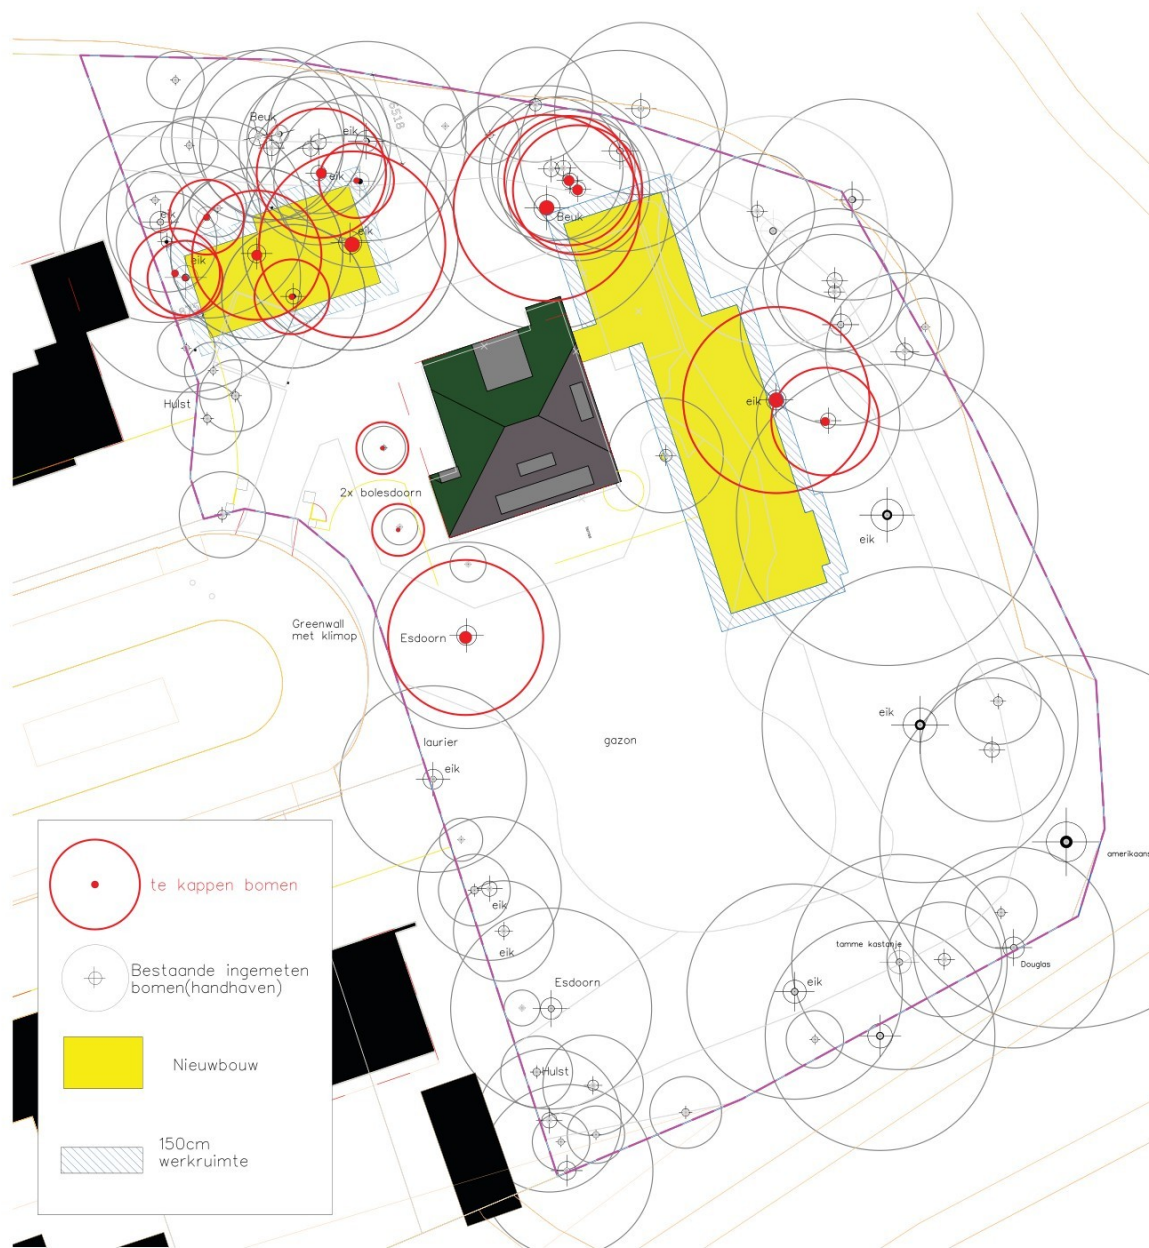 Beuk
eik
6518
eik
eik
Beuk
eik
eik
eik
Hulst
2x bolesdoorn
eik
Greenwall
met klimop
Esdoorn
eik
laurier
eik
gazon
te kappen bomen
Bestaande ingemeten
bomen(handhaven)
Nieuwbouw
150cm
werkruimte
amerikaans
eik
eik
tamme kastanje
Douglas
eik
Esdoorn
Hulst